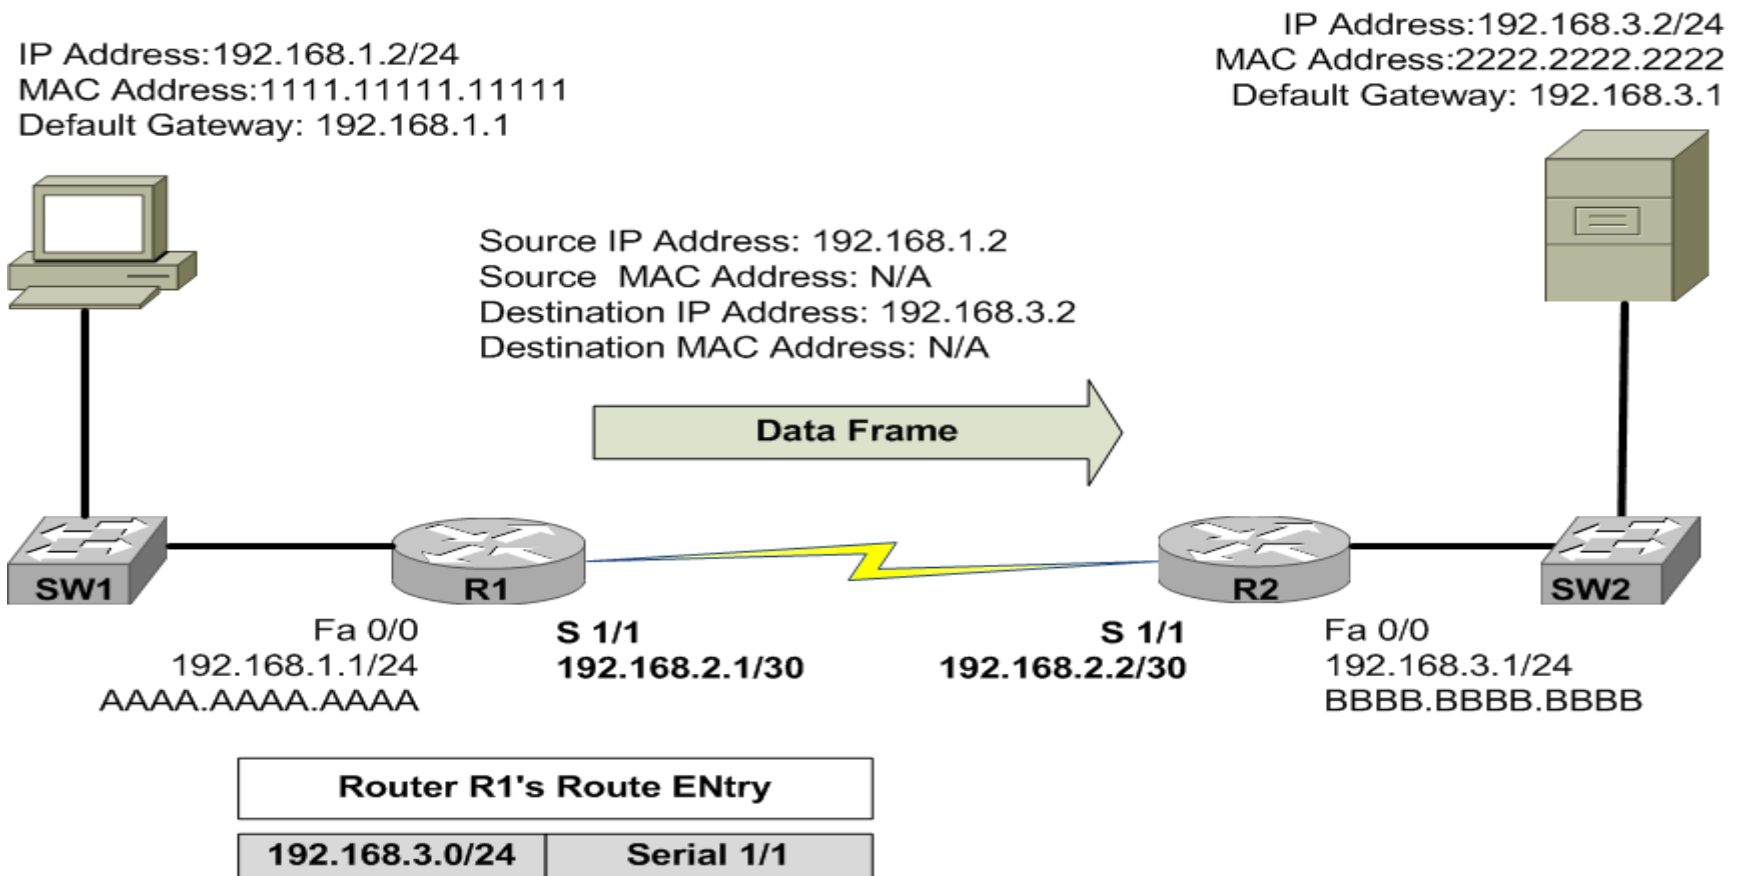 IP Address:192.168.1.2/24
MAC Address:1111.11111.11111
Default Gateway: 192.168.1.1
IP Address:192.168.3.2/24
MAC Address:2222.2222.2222
Default Gateway: 192.168.3.1
Source IP Address: 192.168.1.2
Source  MAC Address: N/A
Destination IP Address: 192.168.3.2
Destination MAC Address: N/A
Data Frame
SW1
R1
R2
SW2
Fa 0/0
192.168.1.1/24
AAAA.AAAA.AAAA
S 1/1
192.168.2.1/30
S 1/1
192.168.2.2/30
Fa 0/0
192.168.3.1/24
BBBB.BBBB.BBBB
Router R1's Route ENtry
192.168.3.0/24 Serial 1/1